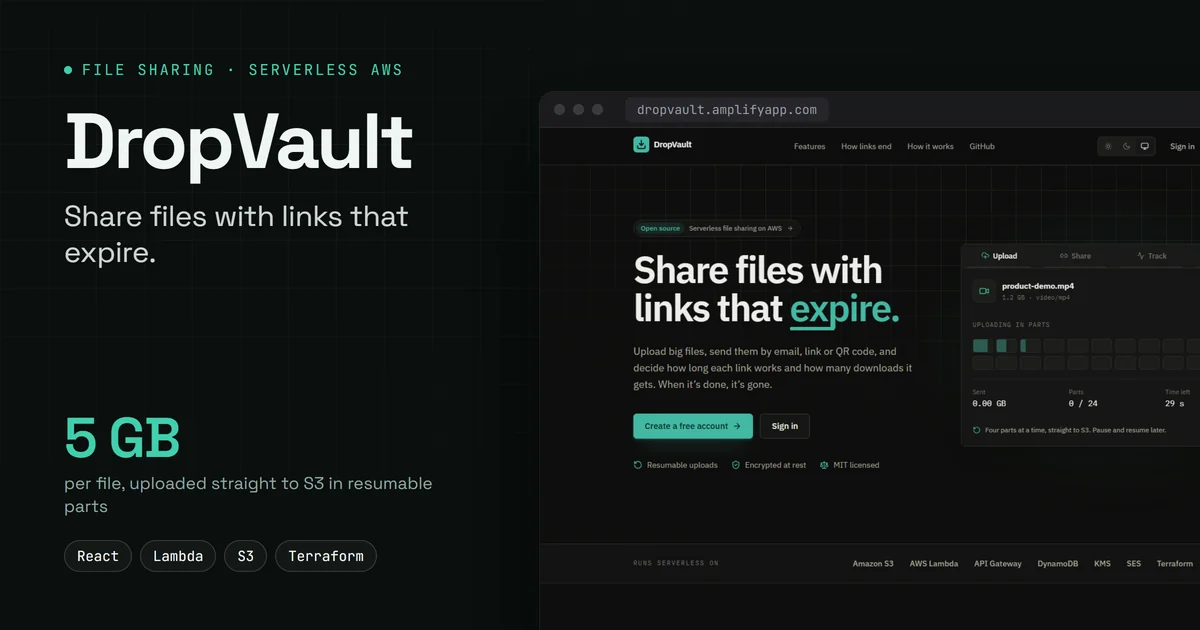 FILE SHARING · SERVERLESS AWS
DropVault
Share files with links that
expire.
5 GB
per file, uploaded straight to S3 in resumable
parts
React
Lambda
S3
Terraform
dropvault.amplifyapp.com
DropVault
Features
How links end
How it works
GitHub
Sign in
Open source
Serverless file sharing on AWS →
Share files with
links that expire.
Upload big files, send them by email, link or QR code, and
decide how long each link works and how many downloads it
gets. When it's done, it's gone.
Create a free account →
Sign in
Resumable uploads
Encrypted at rest
MIT licensed
Upload
Share
Track
product-demo.mp4
1.2 GB · video/mp4
UPLOADING IN PARTS
Sent
Parts
Time left
0.00 GB
0 / 24
29 s
Four parts at a time, straight to S3. Pause and resume later.
RUNS SERVERLESS ON
Amazon S3
AWS Lambda
API Gateway
DynamoDB
KMS
SES
Terraform